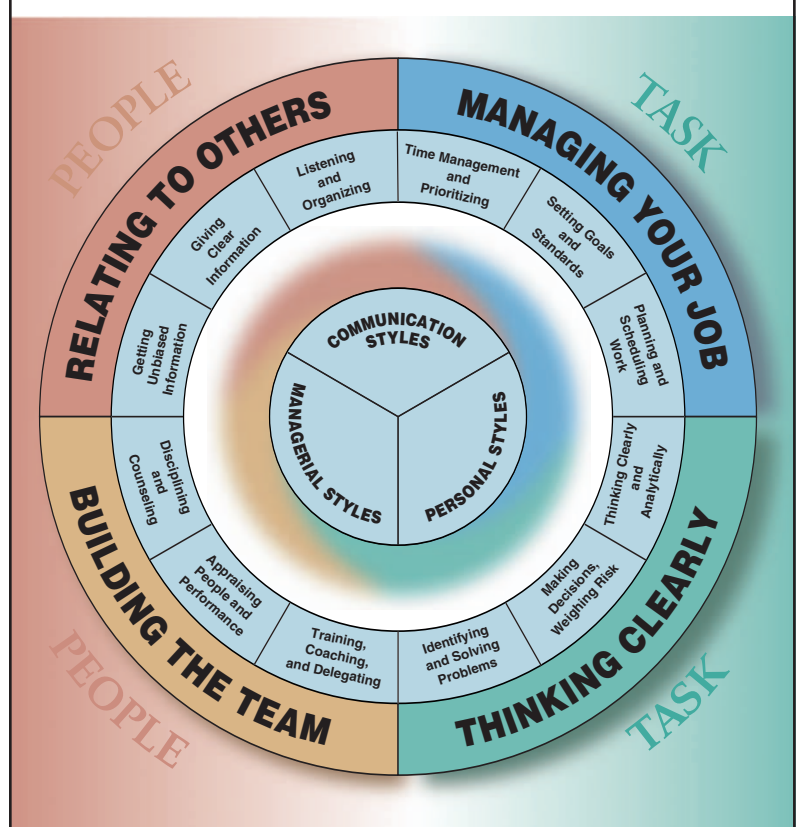 PEOPLE
TASK
RELATING TO OTHERS
MANAGING YOUR JOB
Listening
and
Organizing
Time Management
and
Prioritizing
Giving
Clear
Information
Setting Goals
and
Standards
Getting
Unbiased
Information
Planning and
Scheduling
Work
COMMUNICATION
STYLES
MANAGERIAL STYLES
PERSONAL STYLES
Disciplining
and
Counseling
Thinking Clearly
and
Analytically
Appraising
People and
Performance
Making
Decisions,
Weighing Risk
Training,
Coaching,
and Delegating
Identifying
and Solving
Problems
BUILDING THE TEAM
THINKING CLEARLY
PEOPLE
TASK